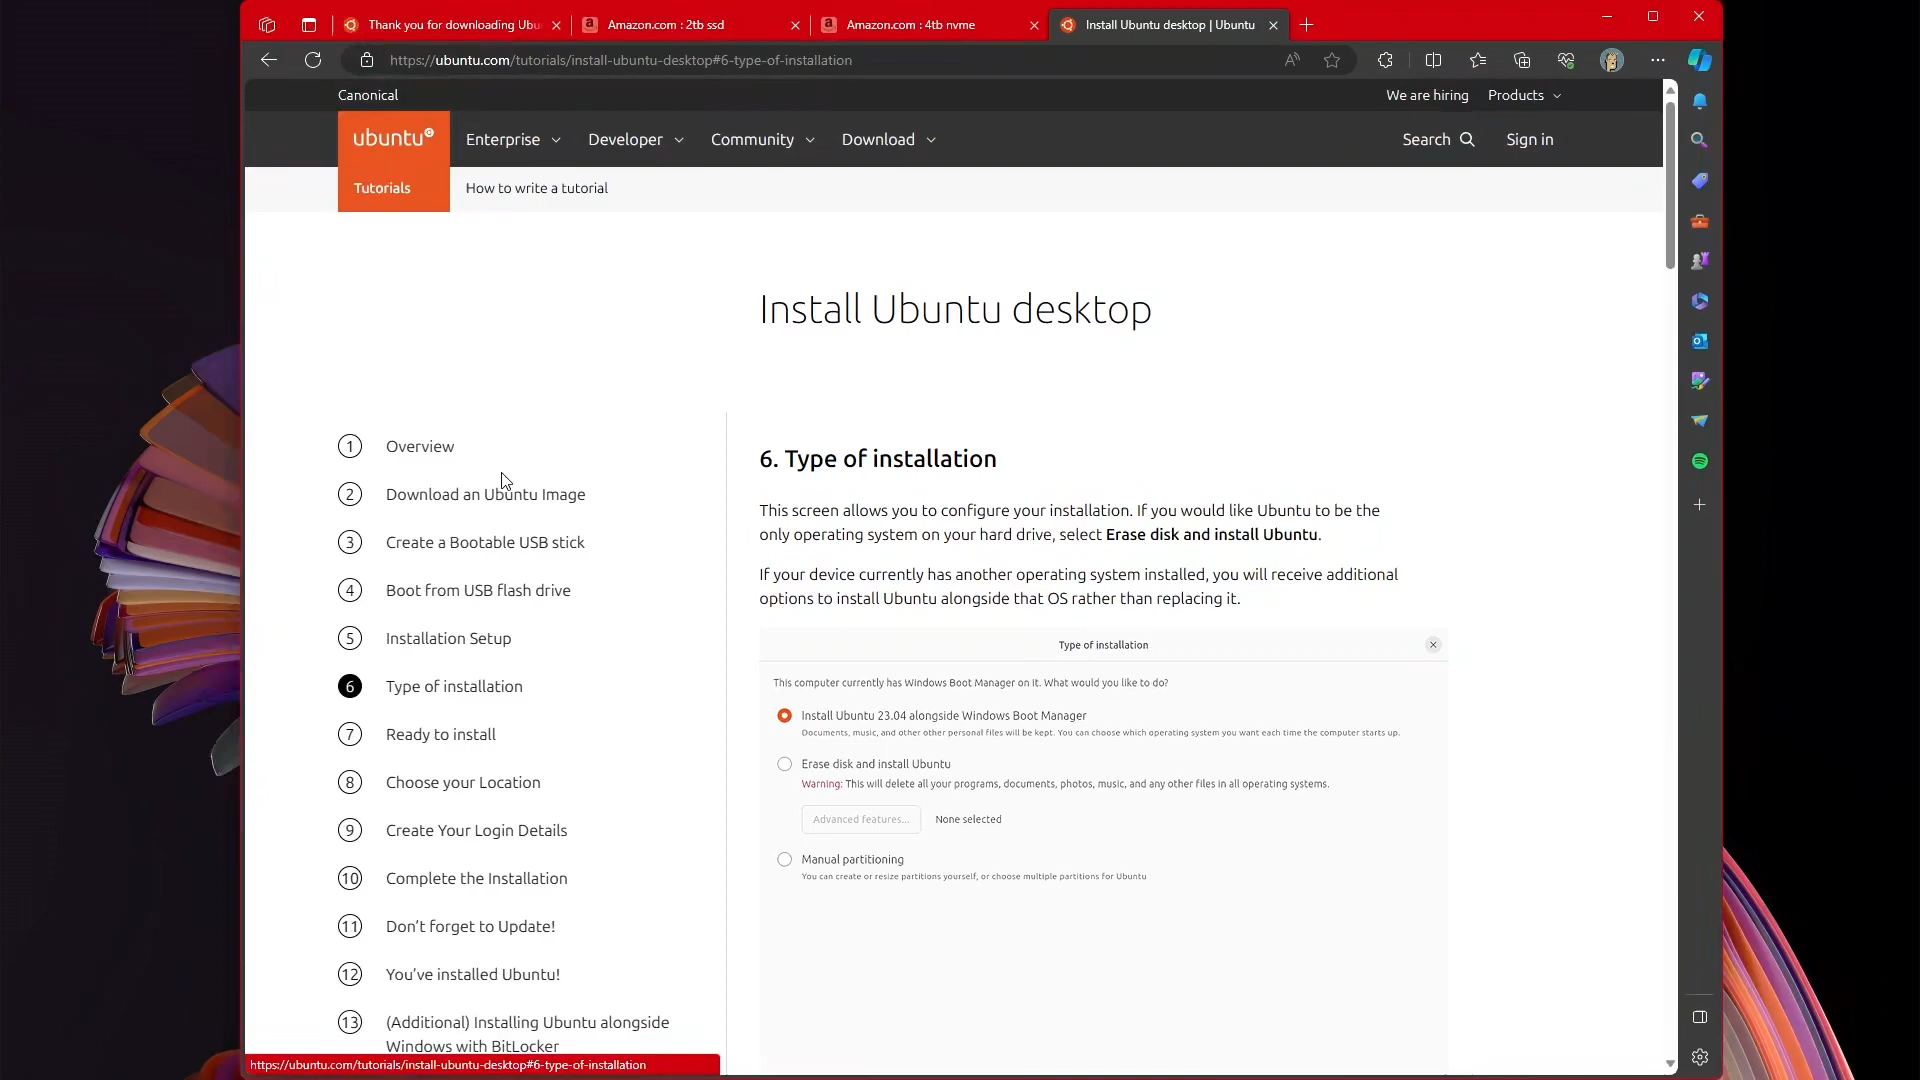 Thank you for downloading Ubu
Amazon.com : 2tb ssd
Amazon.com : 4tb nvme
Install Ubuntu desktop | Ubuntu
https://ubuntu.com/tutorials/install-ubuntu-desktop#6-type-of-installation
Canonical
We are hiring
Products
ubuntu
Enterprise
Developer
Community
Download
Search
Sign in
Tutorials
How to write a tutorial
Install Ubuntu desktop
1 Overview
2 Download an Ubuntu Image
3 Create a Bootable USB stick
4 Boot from USB flash drive
5 Installation Setup
6 Type of installation
7 Ready to install
8 Choose your Location
9 Create Your Login Details
10 Complete the Installation
11 Don't forget to Update!
12 You've installed Ubuntu!
13 (Additional) Installing Ubuntu alongside
Windows with BitLocker
6. Type of installation
This screen allows you to configure your installation. If you would like Ubuntu to be the
only operating system on your hard drive, select Erase disk and install Ubuntu.
If your device currently has another operating system installed, you will receive additional
options to install Ubuntu alongside that OS rather than replacing it.
Type of installation
This computer currently has Windows Boot Manager on it. What would you like to do?
Install Ubuntu 23.04 alongside Windows Boot Manager
Documents, music, and other other personal files will be kept. You can choose which operating system you want each time the computer starts up.
Erase disk and install Ubuntu
Warning: This will delete all your programs, documents, photos, music, and any other files in all operating systems.
Advanced features...
None selected
Manual partitioning
You can create or resize partitions yourself, or choose multiple partitions for Ubuntu
https://ubuntu.com/tutorials/install-ubuntu-desktop#6-type-of-installation